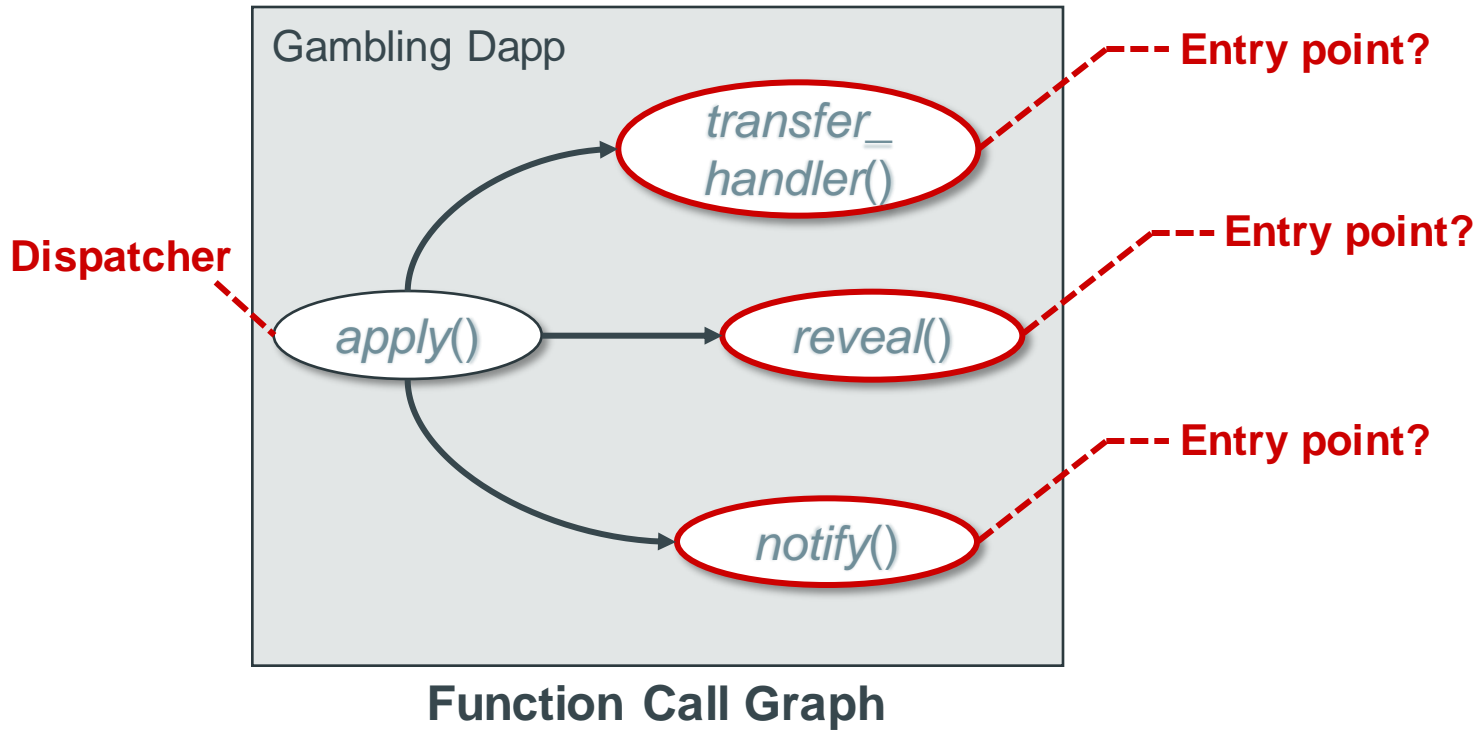 Gambling Dapp
Entry point?
transfer_
handler()
Entry point?
Dispatcher
apply()
reveal()
Entry point?
notify()
Function Call Graph